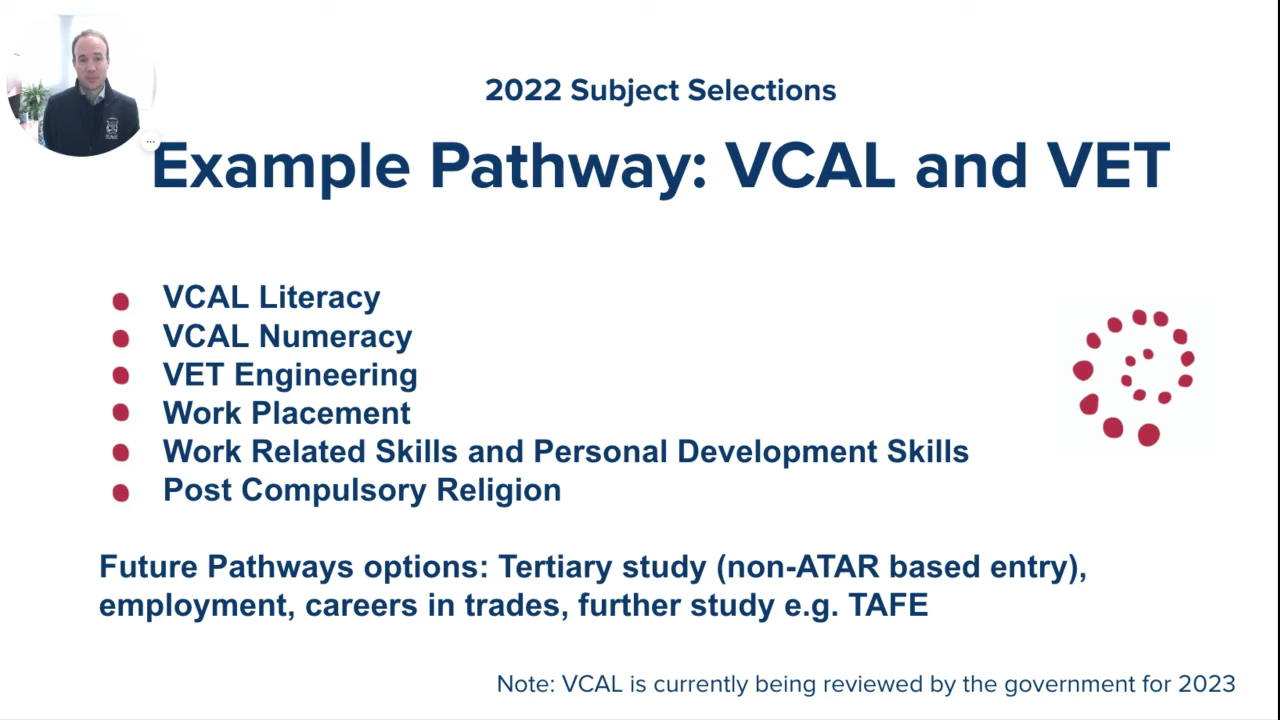 2022 Subject Selections
Example Pathway: VCAL and VET
VCAL Literacy
VCAL Numeracy
VET Engineering
Work Placement
Work Related Skills and Personal Development Skills
Post Compulsory Religion
Future Pathways options: Tertiary study (non-ATAR based entry),
employment, careers in trades, further study e.g. TAFE
Note: VCAL is currently being reviewed by the government for 2023